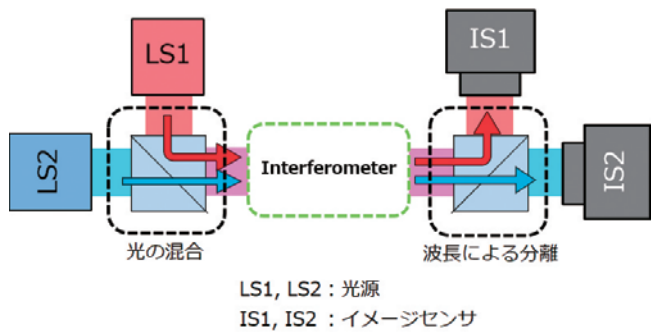 LS1
IS1
LS2
Interferometer
IS2
光の混合
波長による分離
LS1, LS2：光源
IS1, IS2：イメージセンサ